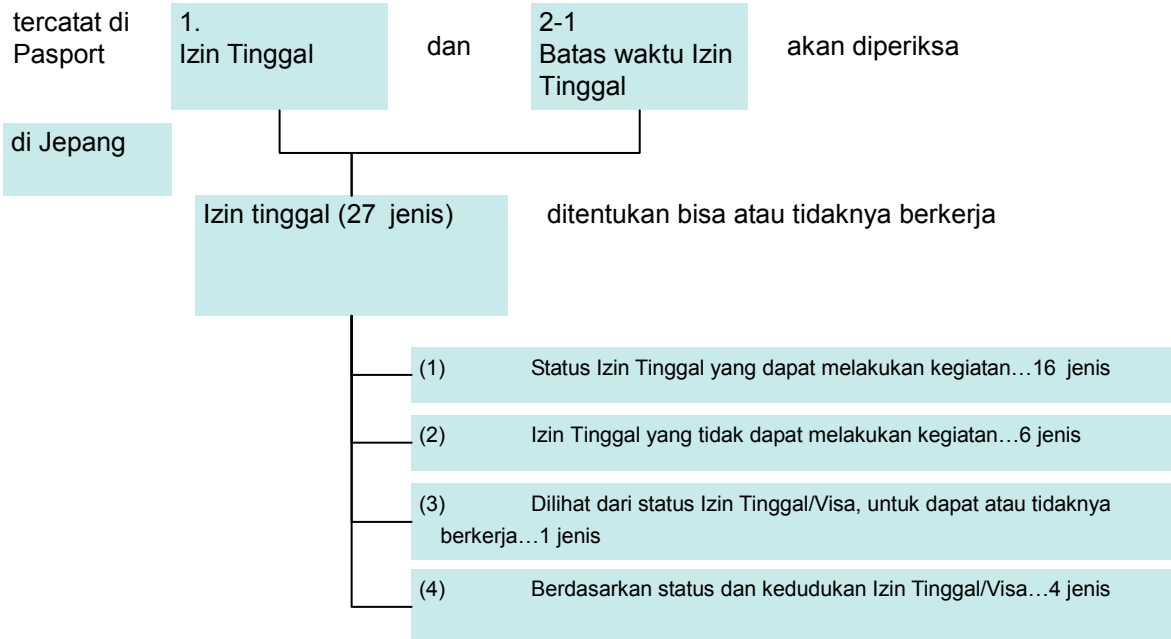 tercatat di
Pasport
1.
Izin Tinggal
dan
2-1
Batas waktu Izin
Tinggal
akan diperiksa
di Jepang
Izin tinggal (27 jenis)
ditentukan bisa atau tidaknya berkerja
(1) Status Izin Tinggal yang dapat melakukan kegiatan…16 jenis
(2) Izin Tinggal yang tidak dapat melakukan kegiatan…6 jenis
(3) Dilihat dari status Izin Tinggal/Visa, untuk dapat atau tidaknya
berkerja…1 jenis
(4) Berdasarkan status dan kedudukan Izin Tinggal/Visa…4 jenis